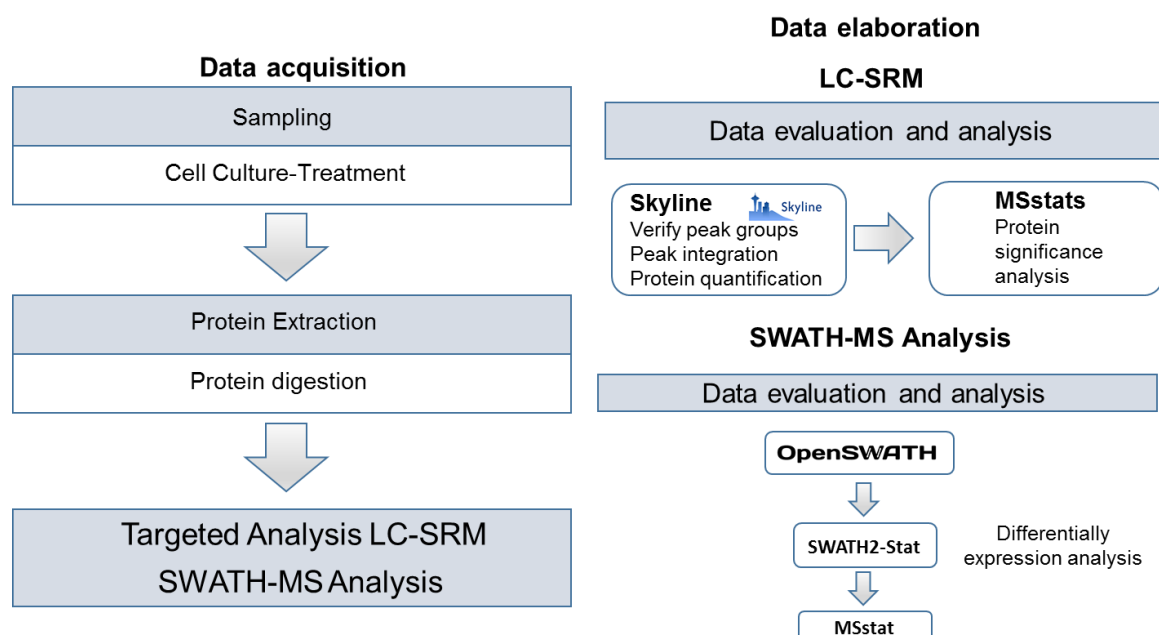 Data acquisition
Sampling
Cell Culture-Treatment
Protein Extraction
Protein digestion
Targeted Analysis LC-SRM
SWATH-MS Analysis
Data elaboration
LC-SRM
Data evaluation and analysis
Skyline
Skyline
Verify peak groups
Peak integration
Protein quantification
MSstats
Protein
significance
analysis
SWATH-MS Analysis
Data evaluation and analysis
OpenSWATH
SWATH2-Stat
Differentially
expression analysis
MSstat